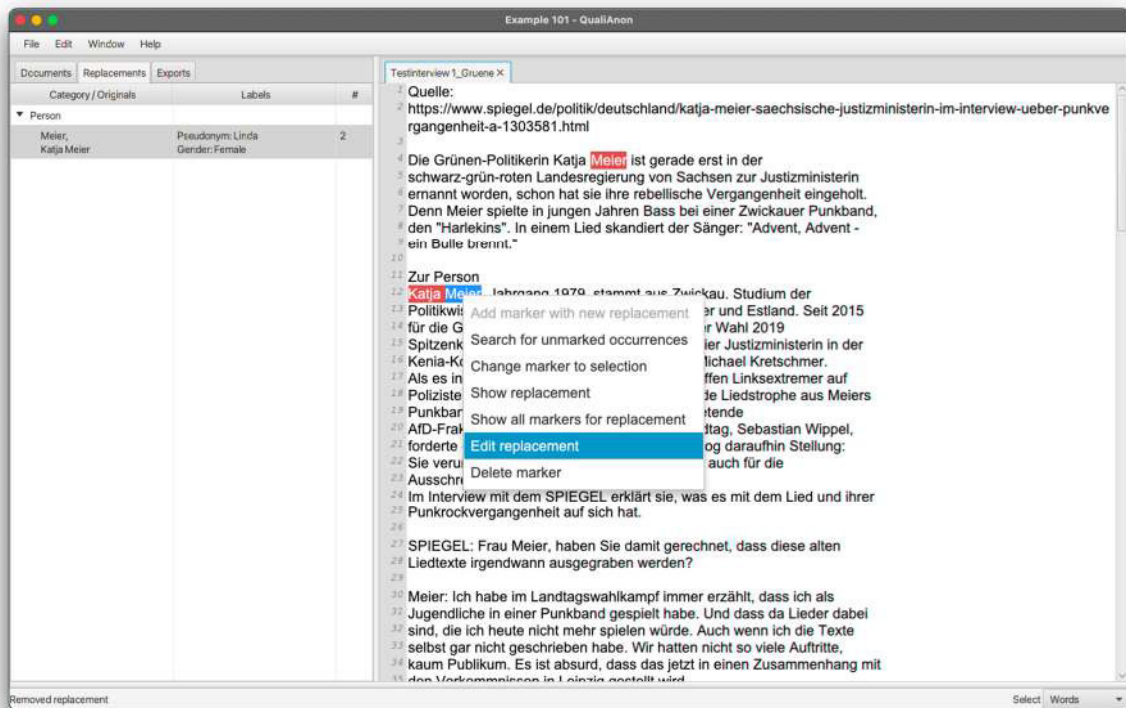 Example 101 - QualiAnon
File Edit Window Help
Documents Replacements Exports
Category / Originals Labels #
Person
Meier, Pseudonym: Linda 2
Katja Meier Gender: Female
Testinterview 1_Gruene X
1 Quelle:
2 https://www.spiegel.de/politik/deutschland/katja-meier-saechsische-justizministerin-im-interview-ueber-punkve
rgangenheit-a-1303581.html
3
4 Die Grünen-Politikerin Katja Meier ist gerade erst in der
5 schwarz-grün-roten Landesregierung von Sachsen zur Justizministerin
6 ernannt worden, schon hat sie ihre rebellische Vergangenheit eingeholt.
7 Denn Meier spielte in jungen Jahren Bass bei einer Zwickauer Punkband,
8 den "Harlekins". In einem Lied skandiert der Sänger: "Advent, Advent -
9 ein Bulle brennt."
10
11 Zur Person
12 Katja Meier, Jahrgang 1979, stammt aus Zwickau. Studium der
13 Politikwis er und Estland. Seit 2015
14 für die G r Wahl 2019
15 Spitzenk ier Justizministerin in der
16 Kenia-Ko Michael Kretschmer.
17 Als es in ffen Linksextremer auf
18 Polizste de Liedstrophe aus Meiers
19 Punkban etende
20 AfD-Frak dtag, Sebastian Wippel,
21 forderte og daraufhin Stellung:
22 Sie verur auch für die
23 Ausschre
24 Im Interview mit dem SPIEGEL erklärt sie, was es mit dem Lied und ihrer
25 Punkrockvergangenheit auf sich hat.
26
27 SPIEGEL: Frau Meier, haben Sie damit gerechnet, dass diese alten
28 Liedtexte irgendwann ausgegraben werden?
29
30 Meier: Ich habe im Landtagswahlkampf immer erzählt, dass ich als
31 Jugendliche in einer Punkband gespielt habe. Und dass da Lieder dabei
32 sind, die ich heute nicht mehr spielen würde. Auch wenn ich die Texte
33 selbst gar nicht geschrieben habe. Wir hatten nicht so viele Auftritte,
34 kaum Publikum. Es ist absurd, dass das jetzt in einen Zusammenhang mit
35 den Vorkommnissen in Leipzig gestellt wird
Add marker with new replacement
Search for unmarked occurrences
Change marker to selection
Show replacement
Show all markers for replacement
Edit replacement
Delete marker
Removed replacement
Select Words